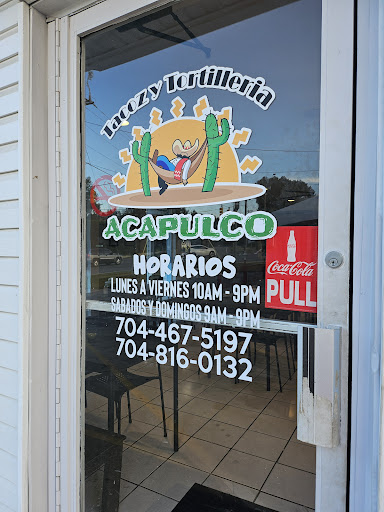 Tacoz y Tortilleria
ACAPULCO
HORARIOS
LUNES A VIERNES 10AM - 9PM
SABADOS Y DOMINGOS 9AM - 9PM
704-467-5197
704-816-0132
Coca-Cola
PULL